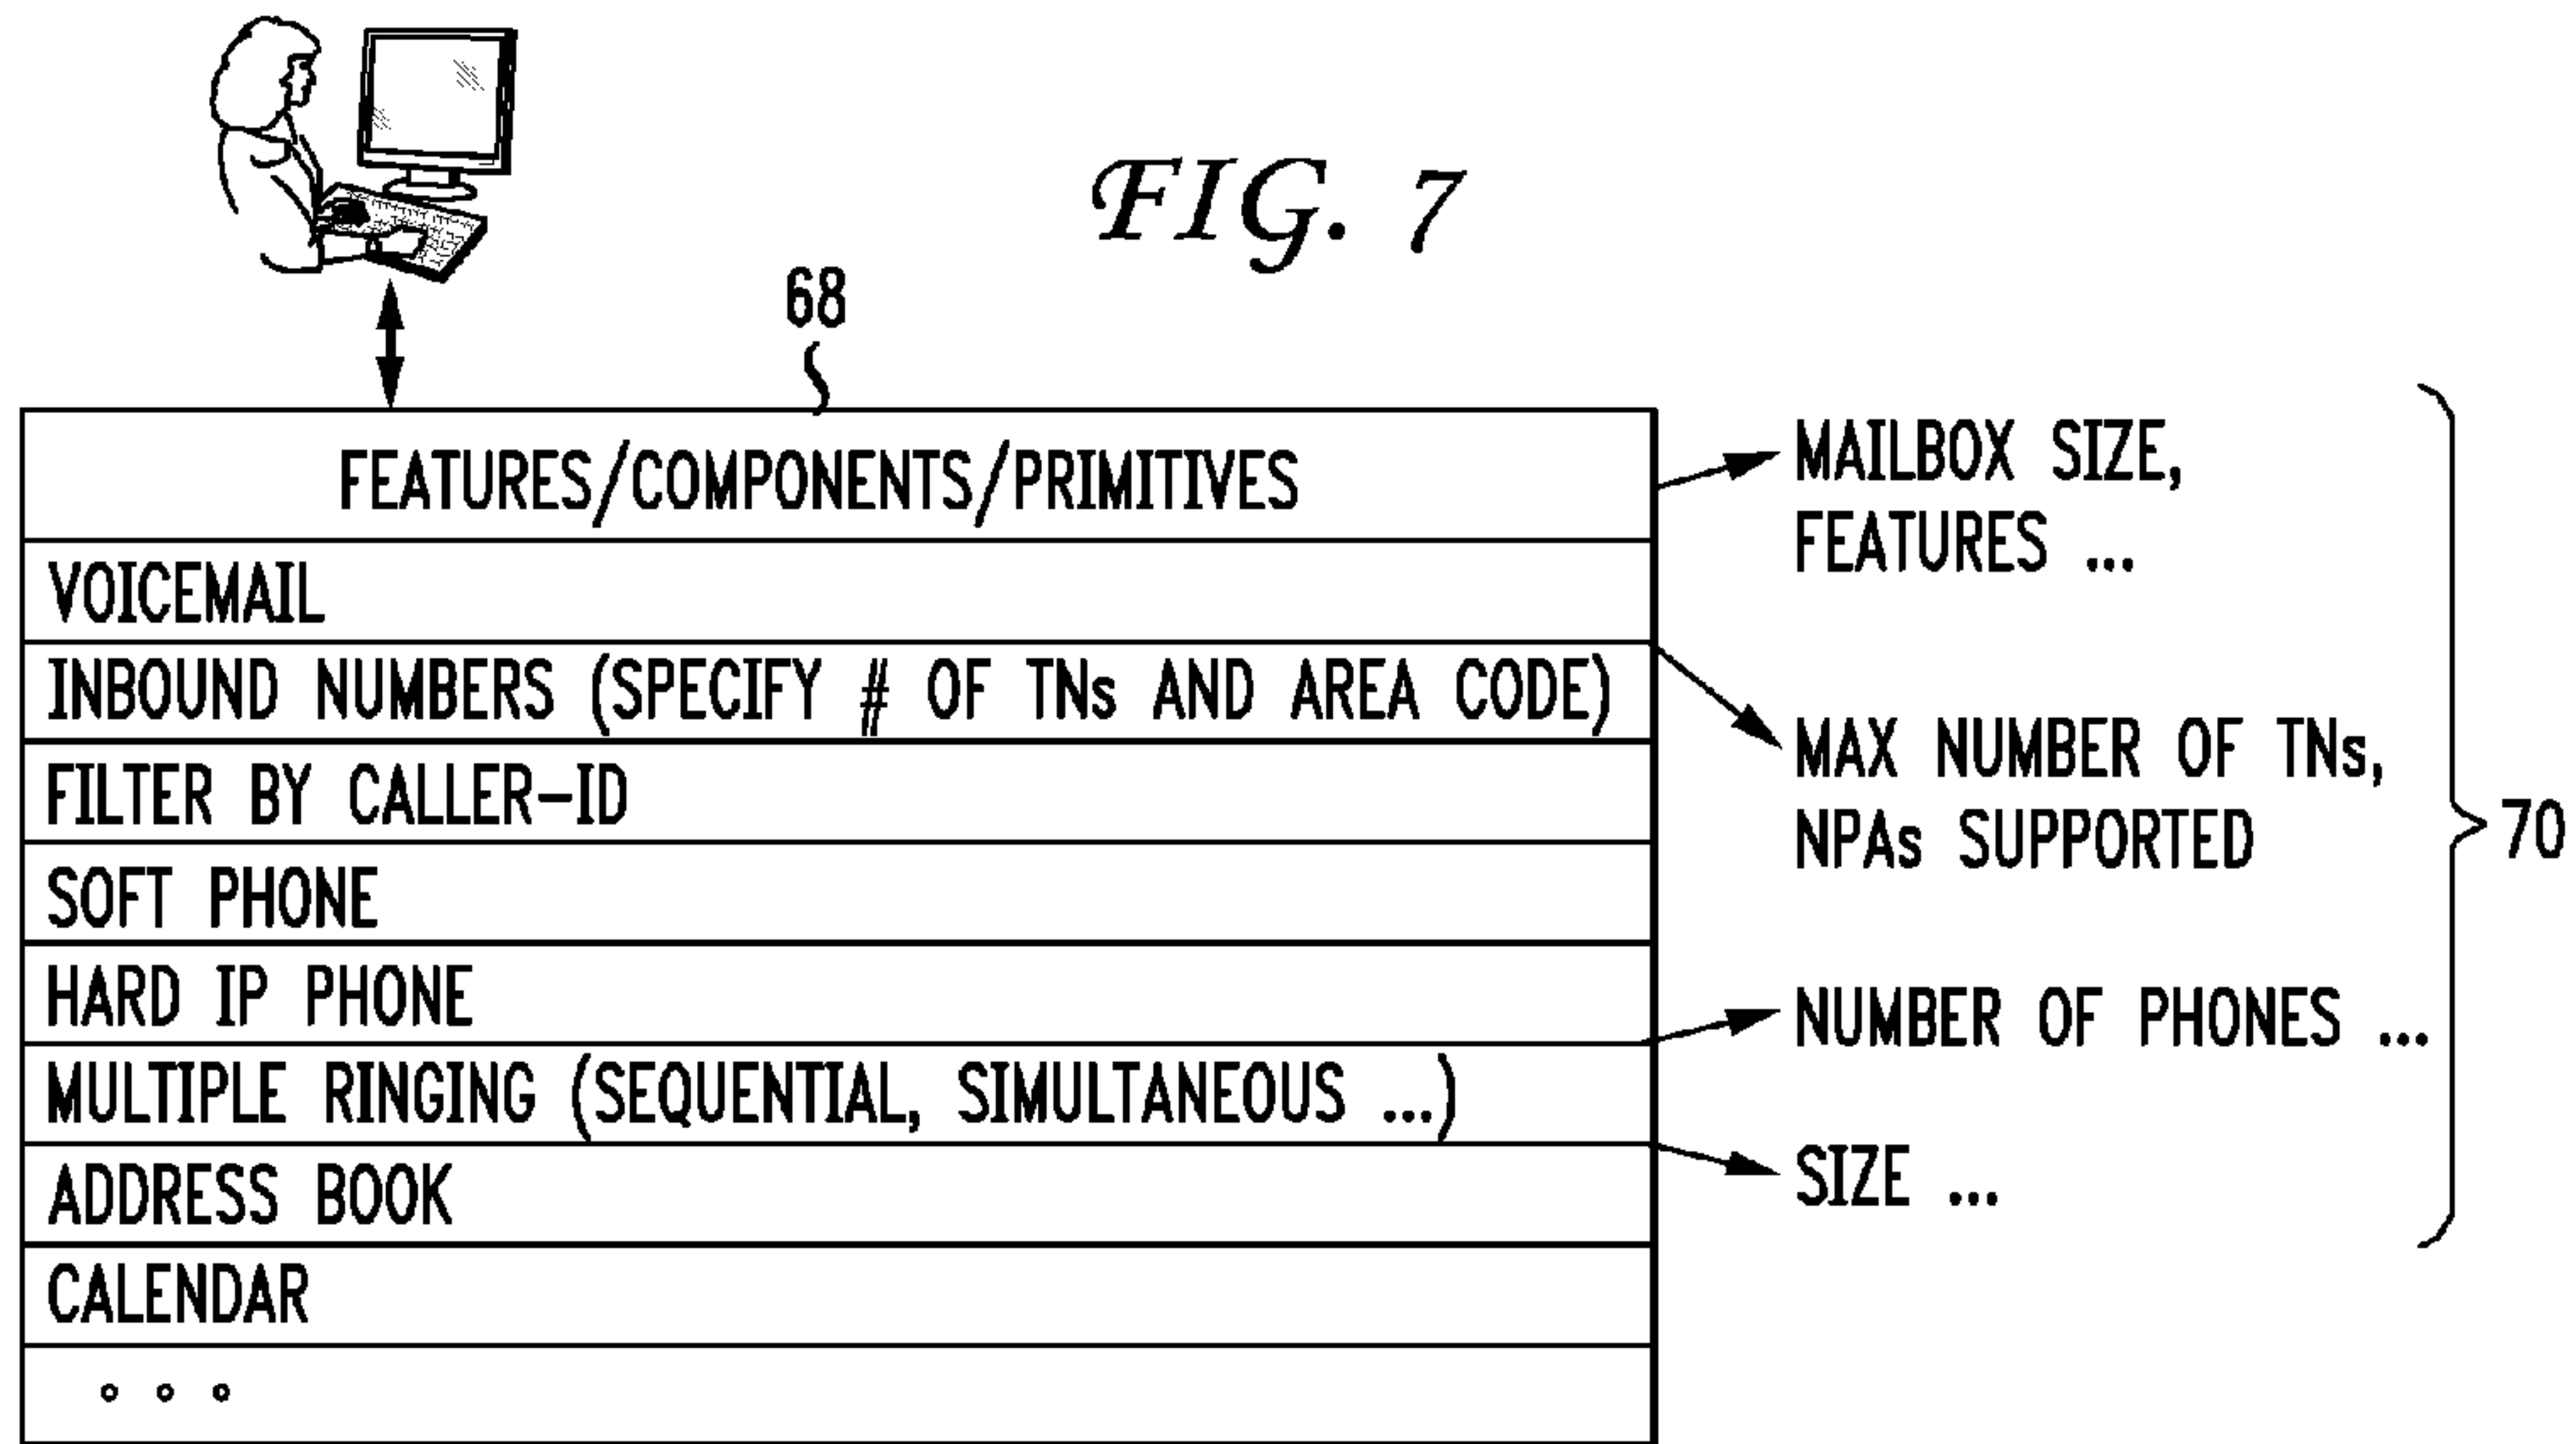 FIG. 7
68
FEATURES/COMPONENTS/PRIMITIVES
VOICEMAIL
INBOUND NUMBERS (SPECIFY # OF TNs AND AREA CODE)
FILTER BY CALLER-ID
SOFT PHONE
HARD IP PHONE
MULTIPLE RINGING (SEQUENTIAL, SIMULTANEOUS ...)
ADDRESS BOOK
CALENDAR
∘ ∘ ∘
MAILBOX SIZE,
FEATURES ...
MAX NUMBER OF TNs,
NPAs SUPPORTED
NUMBER OF PHONES ...
SIZE ...
70